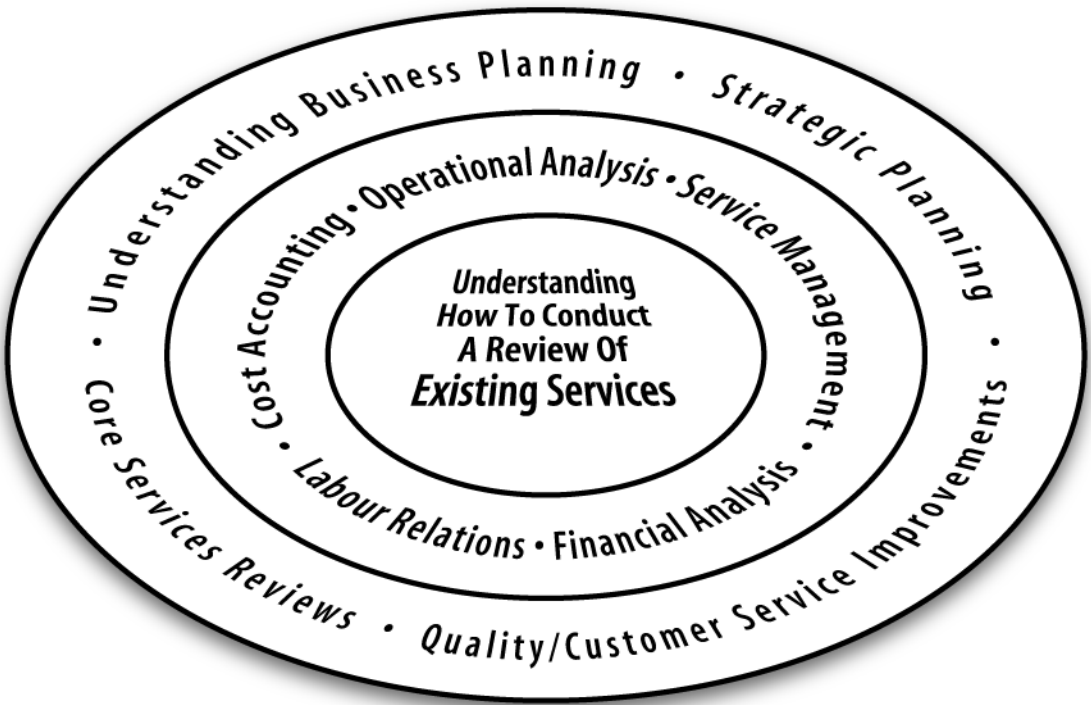 Understanding Business Planning • Strategic Planning •
Quality/Customer Service Improvements •
Core Services Reviews •
Cost Accounting • Operational Analysis • Service Management •
Labour Relations • Financial Analysis •
Understanding
How To Conduct
A Review Of
Existing Services